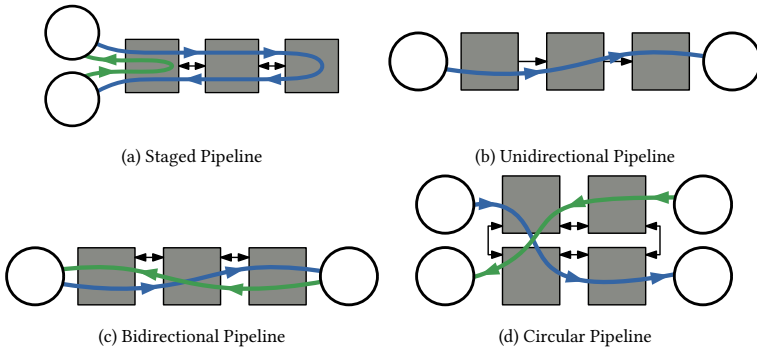 (a) Staged Pipeline
(b) Unidirectional Pipeline
(c) Bidirectional Pipeline
(d) Circular Pipeline